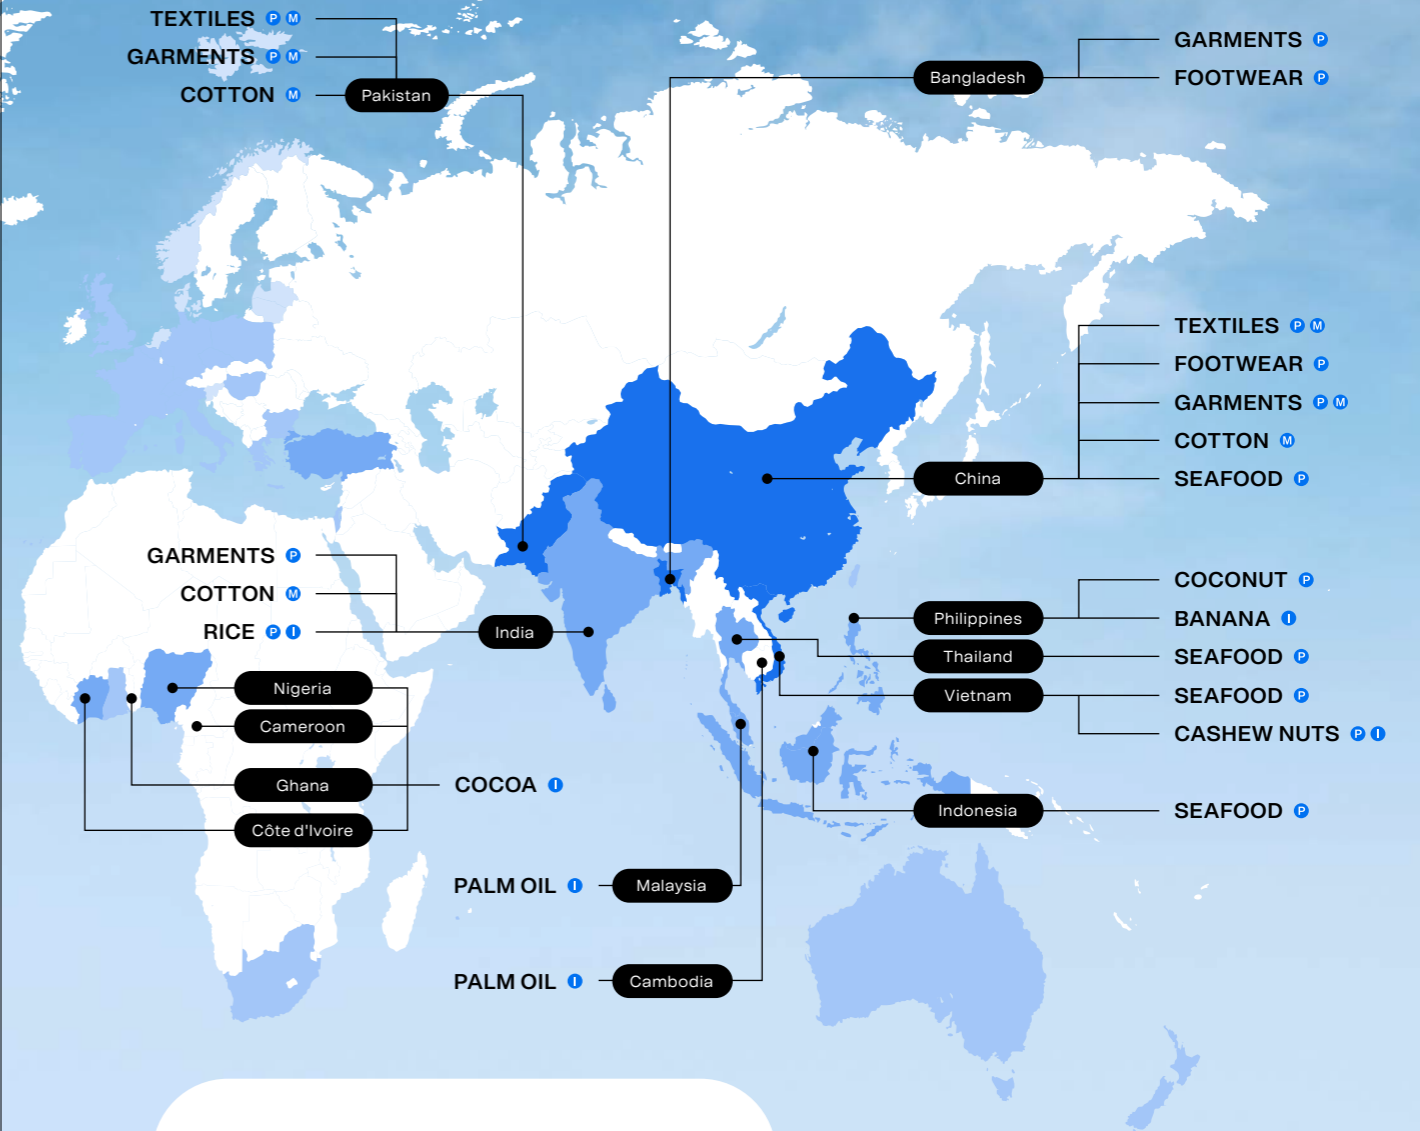 TEXTILES P M
GARMENTS P M
COTTON M
Pakistan
Bangladesh
GARMENTS P
FOOTWEAR P
TEXTILES P M
FOOTWEAR P
GARMENTS P M
COTTON M
SEAFOOD P
China
GARMENTS P
COTTON M
RICE P I
India
COCONUT P
BANANA I
Philippines
Thailand
SEAFOOD P
Vietnam
SEAFOOD P
CASHEW NUTS P I
Nigeria
Cameroon
Ghana
Côte d'Ivoire
COCOA I
Indonesia
SEAFOOD P
PALM OIL I
Malaysia
PALM OIL I
Cambodia